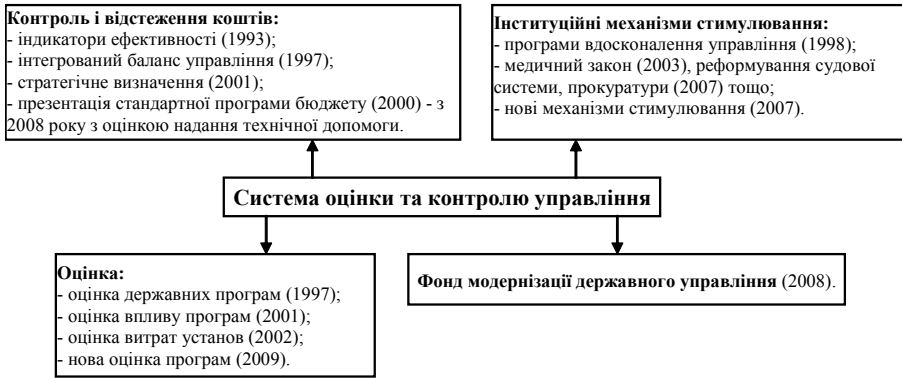 Контроль і відстеження коштів:
- індикатори ефективності (1993);
- інтегрований баланс управління (1997);
- стратегічне визначення (2001);
- презентація стандартної програми бюджету (2000) - з
2008 року з оцінкою надання технічної допомоги.
Інституційні механізми стимулювання:
- програми вдосконалення управління (1998);
- медичний закон (2003), реформування судової
системи, прокуратури (2007) тощо;
- нові механізми стимулювання (2007).
Система оцінки та контролю управління
Оцінка:
- оцінка державних програм (1997);
- оцінка впливу програм (2001);
- оцінка витрат установ (2002);
- нова оцінка програм (2009).
Фонд модернізації державного управління (2008).